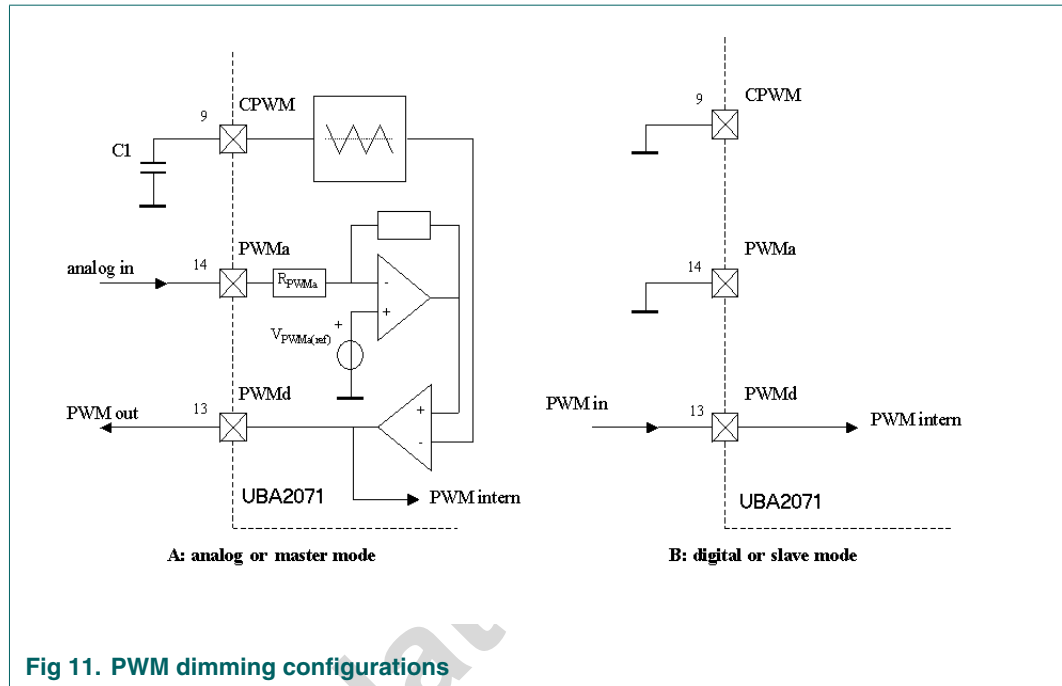 9
CPWM
C1
PWMa
analog in
14
R_PWMa
-
+
+
V_PWMa(ref)
PWMd
PWM out
13
+
-
UBA2071
PWM intern
A: analog or master mode
9
CPWM
PWMa
14
PWMd
PWM in
13
PWM intern
UBA2071
B: digital or slave mode
Fig 11. PWM dimming configurations